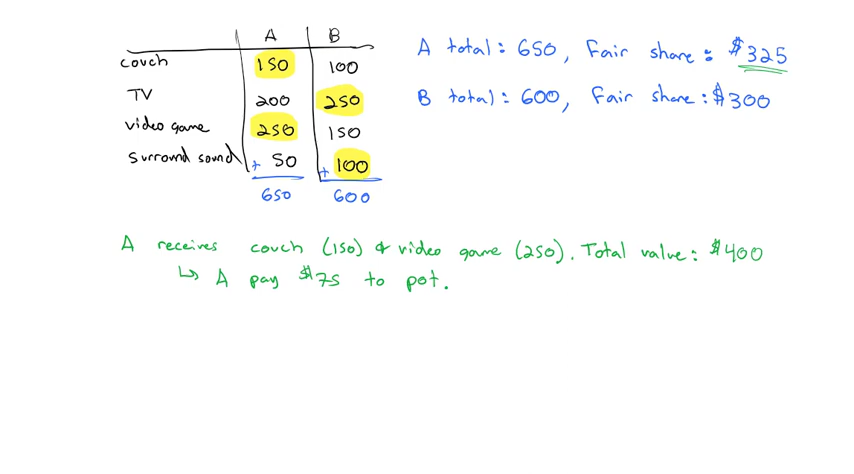 A B
couch 150 100
TV 200 250
video game 250 150
surround sound + 50 + 100
650 600
A total: 650, Fair share: $325
B total: 600, Fair share: $300
A receives couch (150) & video game (250). Total value: $400
↳ A pay $75 to pot.